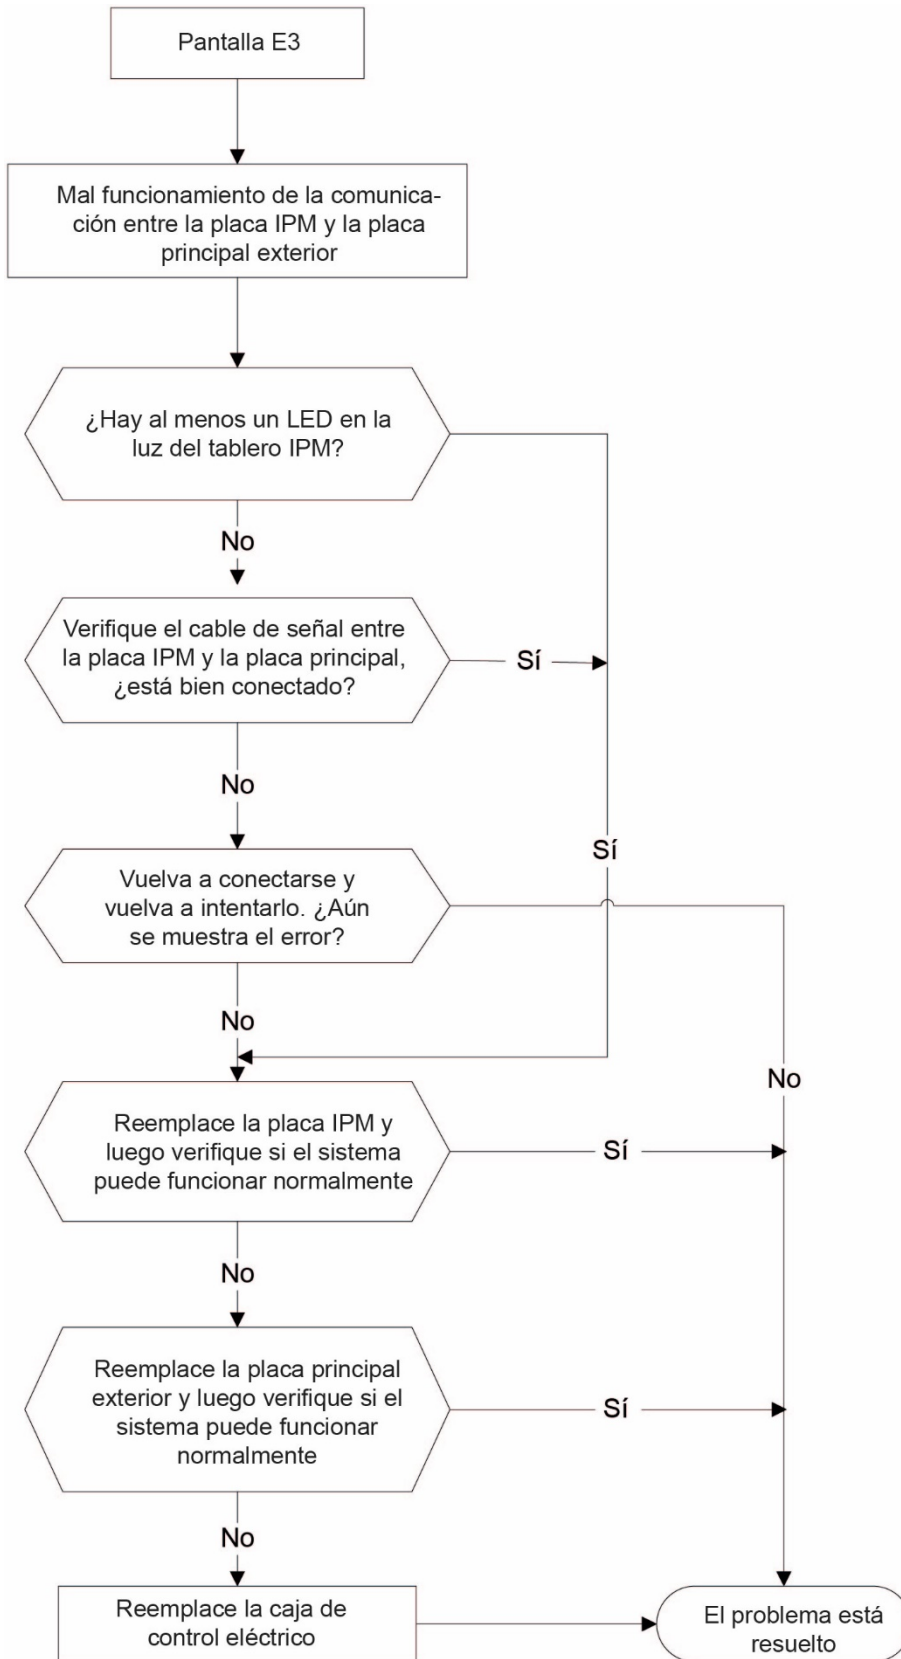 Pantalla E3
Mal funcionamiento de la comunica-
ción entre la placa IPM y la placa
principal exterior
¿Hay al menos un LED en la
luz del tablero IPM?
No
Verifique el cable de señal entre
la placa IPM y la placa principal,
¿está bien conectado?
Sí
No
Sí
Vuelva a conectarse y
vuelva a intentarlo. ¿Aún
se muestra el error?
No
No
Reemplace la placa IPM y
luego verifique si el sistema
puede funcionar normalmente
Sí
No
Reemplace la placa principal
exterior y luego verifique si el
sistema puede funcionar
normalmente
Sí
No
Reemplace la caja de
control eléctrico
El problema está
resuelto